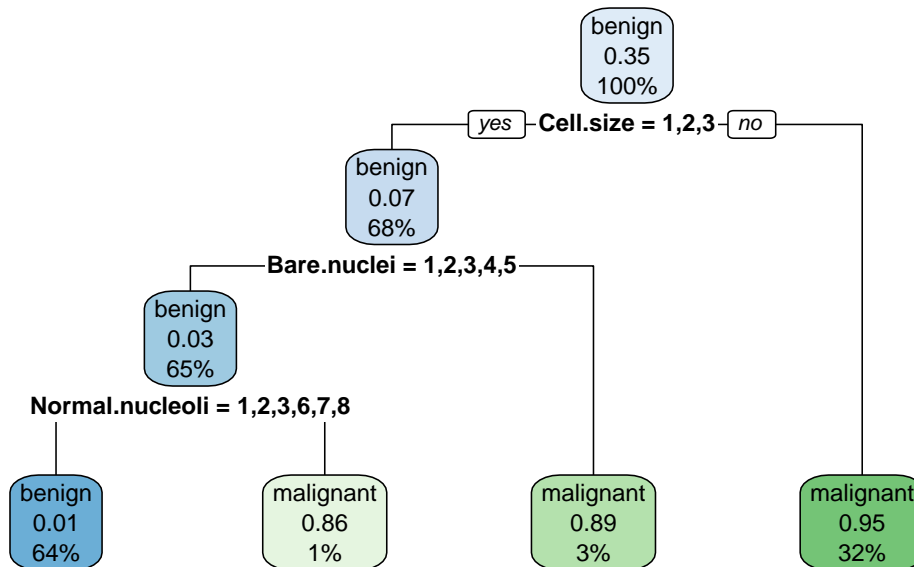 benign
0.35
100%
yes Cell.size = 1,2,3 no
benign
0.07
68%
Bare.nuclei = 1,2,3,4,5
benign
0.03
65%
Normal.nucleoli = 1,2,3,6,7,8
benign
0.01
64%
malignant
0.86
1%
malignant
0.89
3%
malignant
0.95
32%